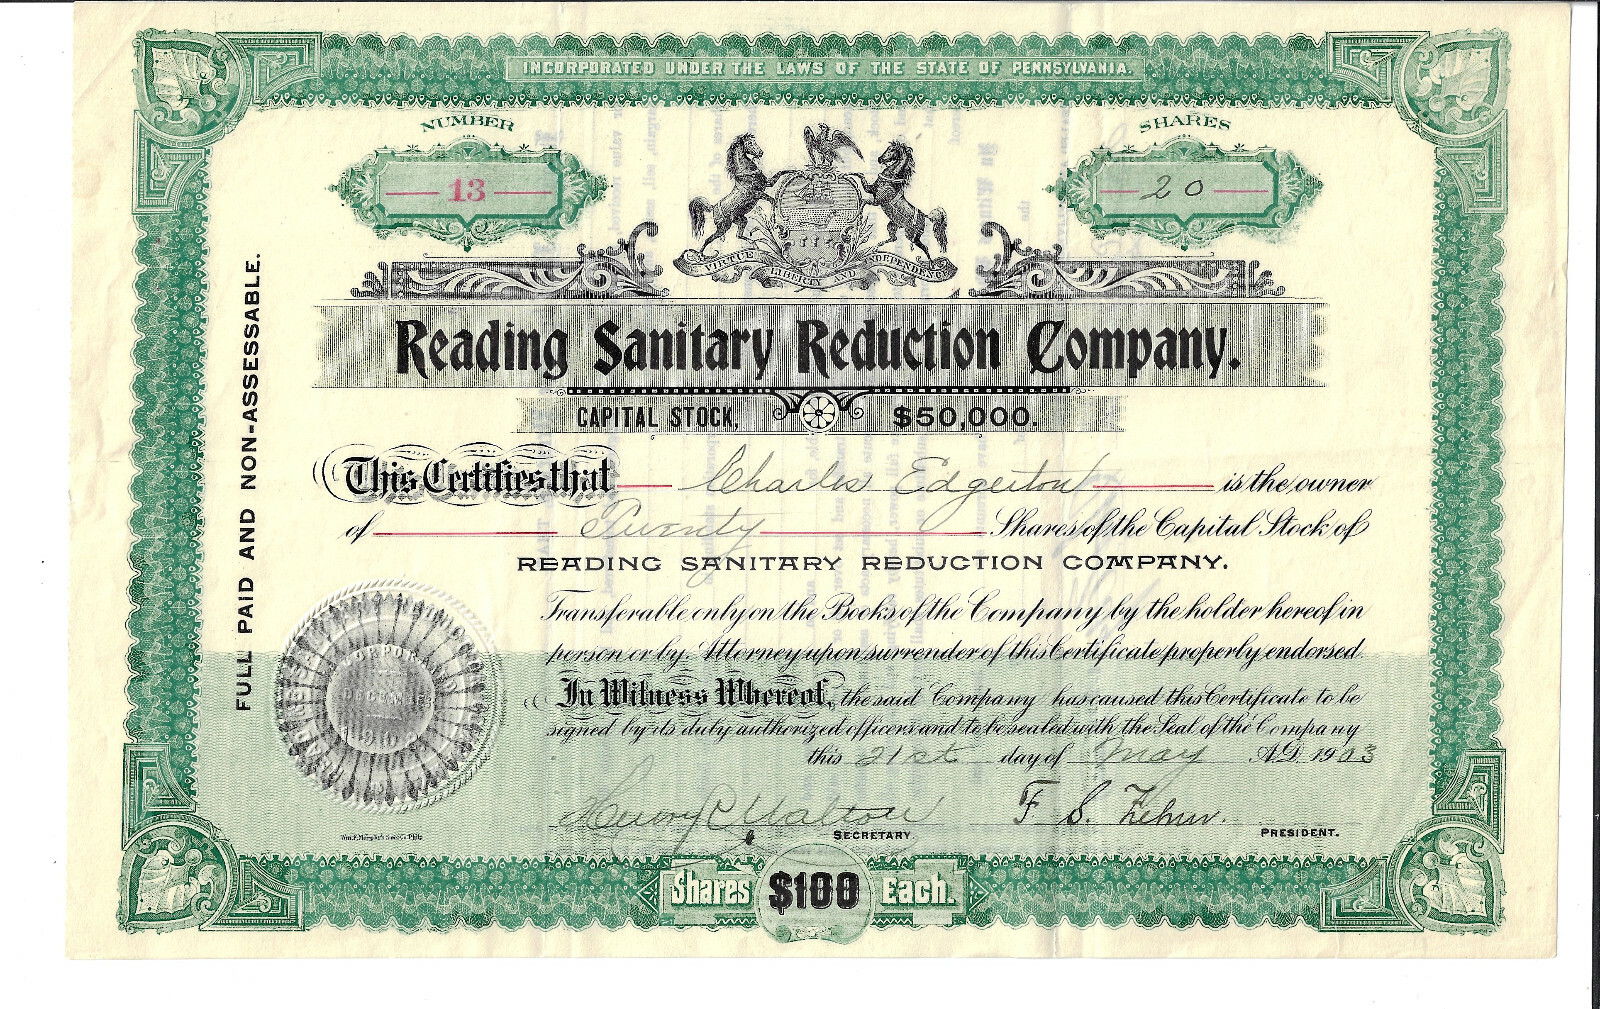 INCORPORATED UNDER THE LAWS OF THE STATE OF PENNSYLVANIA.
NUMBER
13
SHARES
20
VIRTUE LIBERTY AND INDEPENDENCE
FULL PAID AND NON-ASSESSABLE.
Reading Sanitary Reduction Company.
CAPITAL STOCK, $50,000.
This Certifies that Charles Edgerton is the owner
of Twenty Shares of the Capital Stock of
READING SANITARY REDUCTION COMPANY.
Transferable only on the Books of the Company by the holder hereof in
person or by Attorney upon surrender of this Certificate properly endorsed.
In Witness Whereof, the said Company has caused this Certificate to be
signed by its duly authorized officers and to be sealed with the Seal of the Company
this 21st day of May A.D. 1903
Henry C Walton SECRETARY.
F. S. PRESIDENT.
Shares $100 Each.